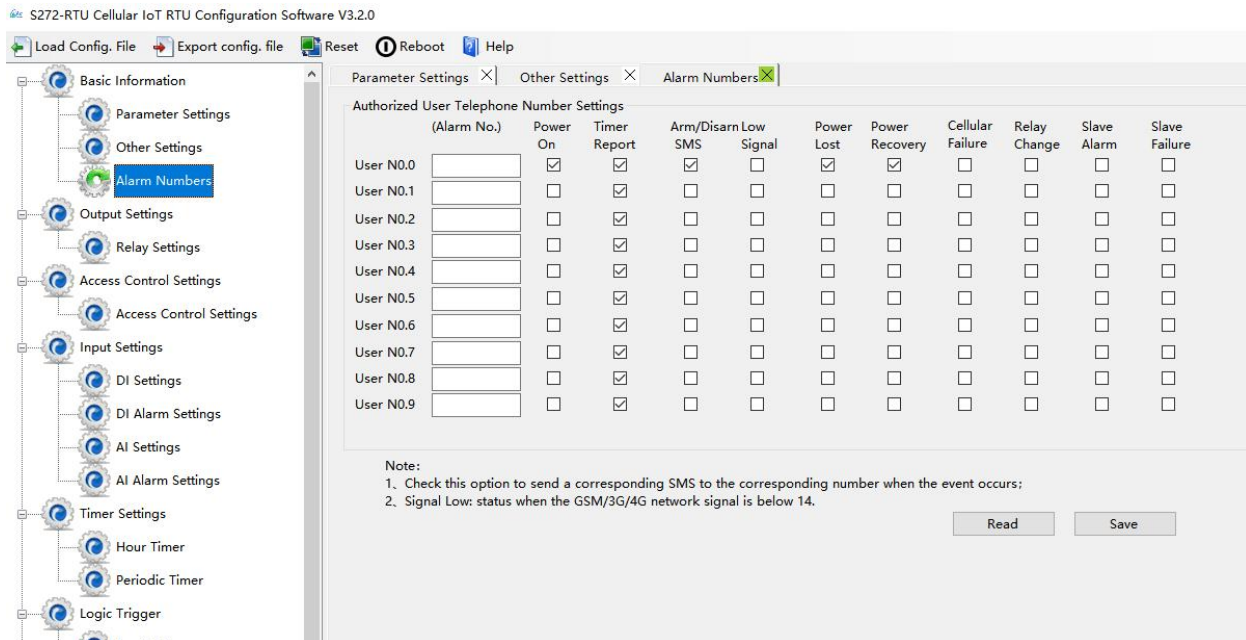 S272-RTU Cellular IoT RTU Configuration Software V3.2.0
Load Config. File Export config. file Reset Reboot Help
Basic Information
Parameter Settings
Other Settings
Alarm Numbers
Output Settings
Relay Settings
Access Control Settings
Access Control Settings
Input Settings
DI Settings
DI Alarm Settings
AI Settings
AI Alarm Settings
Timer Settings
Hour Timer
Periodic Timer
Logic Trigger
Parameter Settings Other Settings Alarm Numbers
Authorized User Telephone Number Settings
(Alarm No.) Power Timer Arm/Disarn Low Power Power Cellular Relay Slave Slave
On Report SMS Signal Lost Recovery Failure Change Alarm Failure
User N0.0
User N0.1
User N0.2
User N0.3
User N0.4
User N0.5
User N0.6
User N0.7
User N0.8
User N0.9
Note:
1、Check this option to send a corresponding SMS to the corresponding number when the event occurs;
2、Signal Low: status when the GSM/3G/4G network signal is below 14.
Read Save